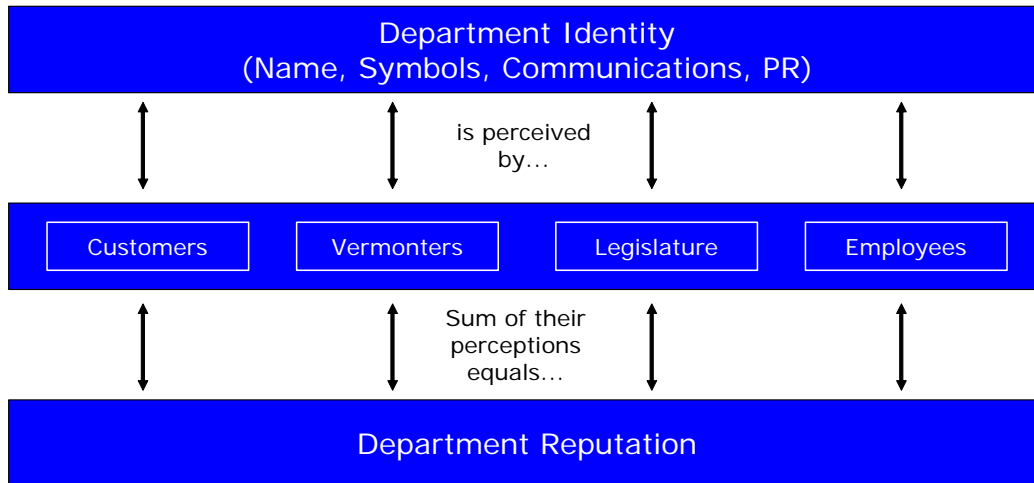 Department Identity
(Name, Symbols, Communications, PR)
is perceived
by...
Customers
Vermonters
Legislature
Employees
Sum of their
perceptions
equals...
Department Reputation